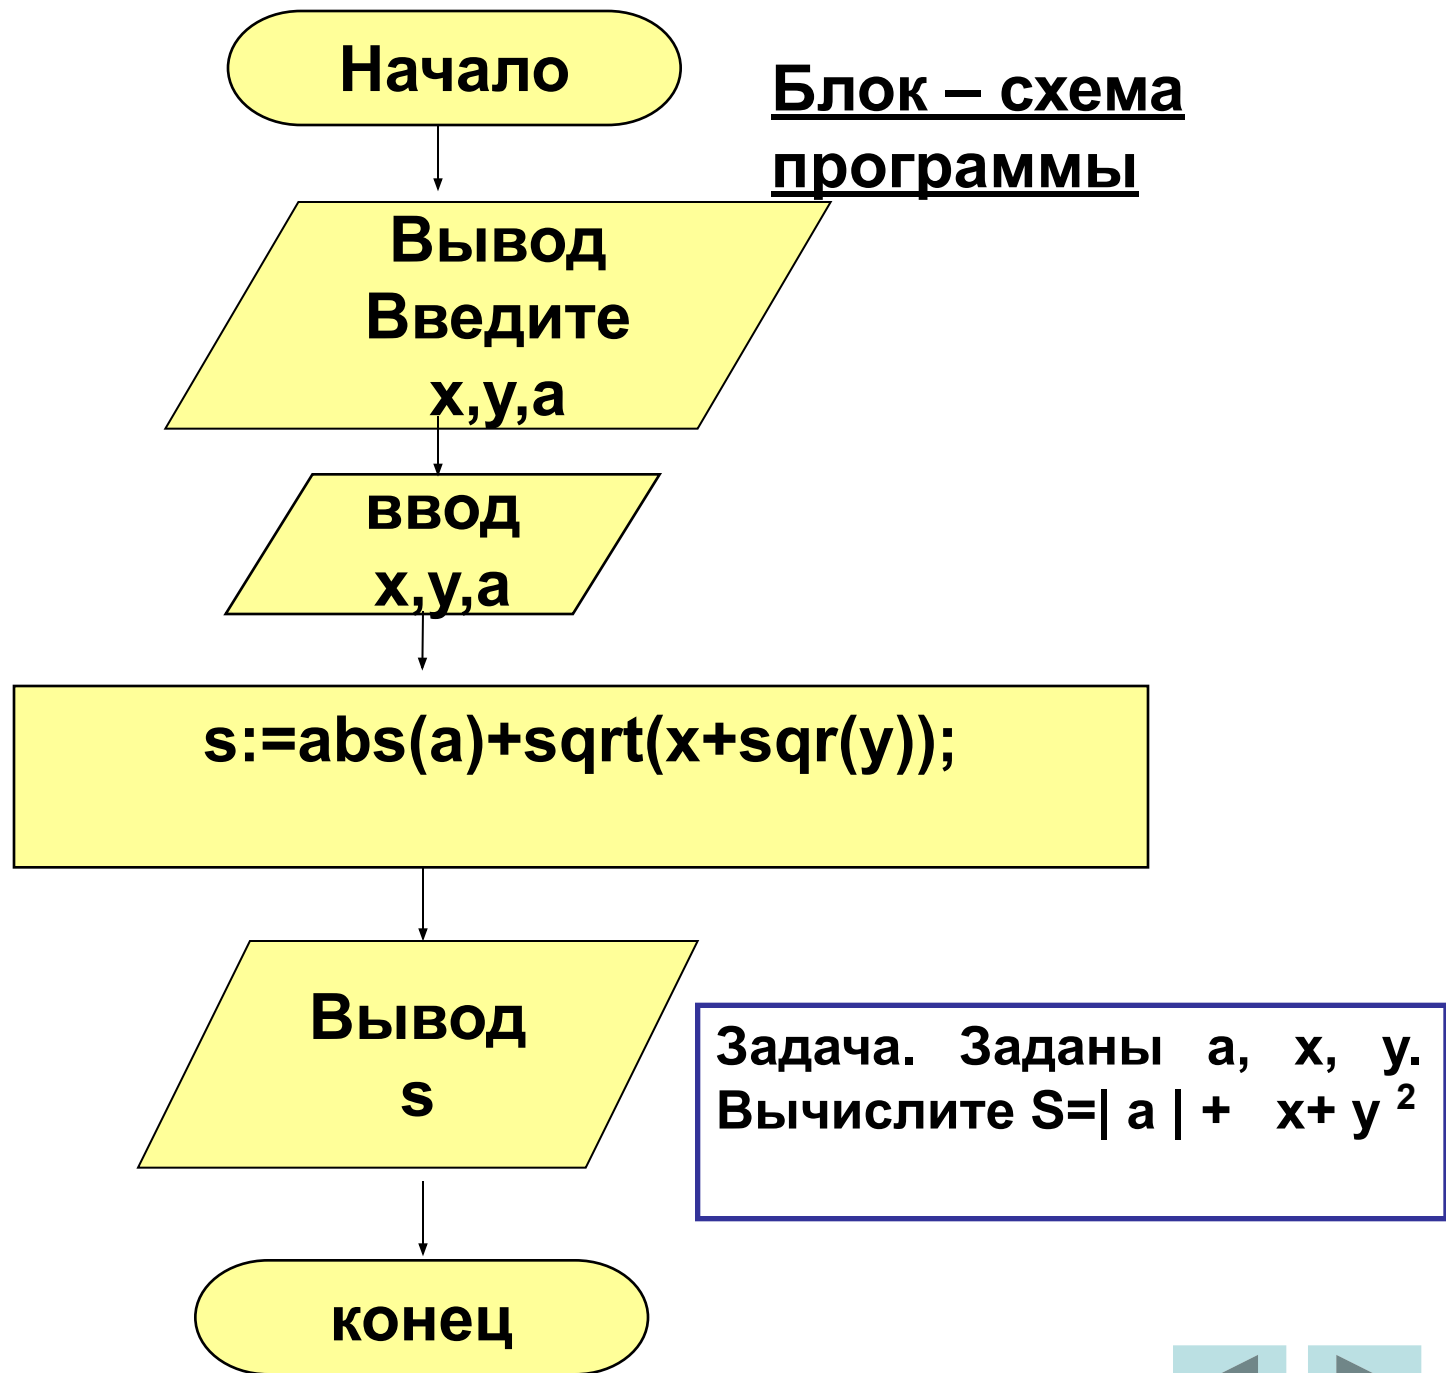 Начало
Блок – схема
программы
Вывод
Введите
x,y,a
ввод
x,y,a
s:=abs(a)+sqrt(x+sqr(y));
Вывод
s
Задача. Заданы a, x, y.
Вычислите S=| a | + x+ y ²
конец